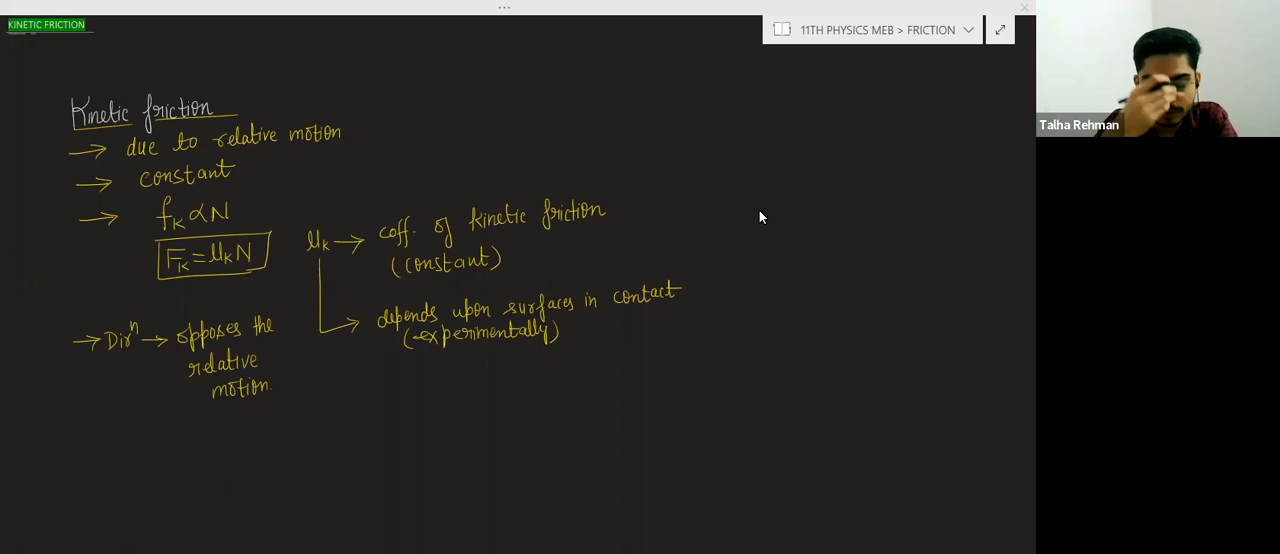 KINETIC FRICTION
11TH PHYSICS MEB > FRICTION
Talha Rehman
Kinetic friction
→ due to relative motion
→ constant
→ fK ∝ N
FK = μK N
μK → coff. of kinetic friction
(constant)
→ depends upon surfaces in contact
(experimentally)
→ Dirⁿ → opposes the
relative
motion.